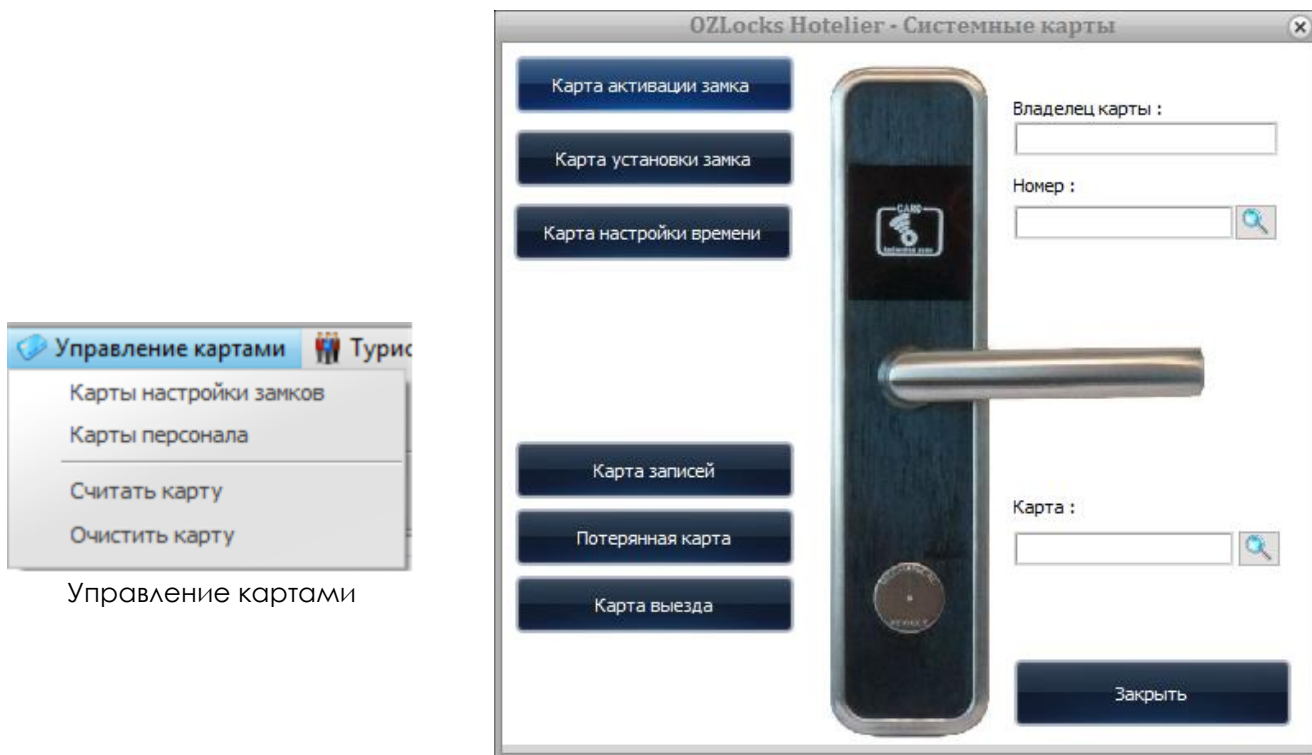 OZLocks Hotelier - Системные карты
Карта активации замка
Карта установки замка
Карта настройки времени
Владелец карты :
Номер :
CARD
Управление картами
Турис
Карты настройки замков
Карты персонала
Считать карту
Очистить карту
Управление картами
Карта записей
Потерянная карта
Карта выезда
Карта :
Закрыть